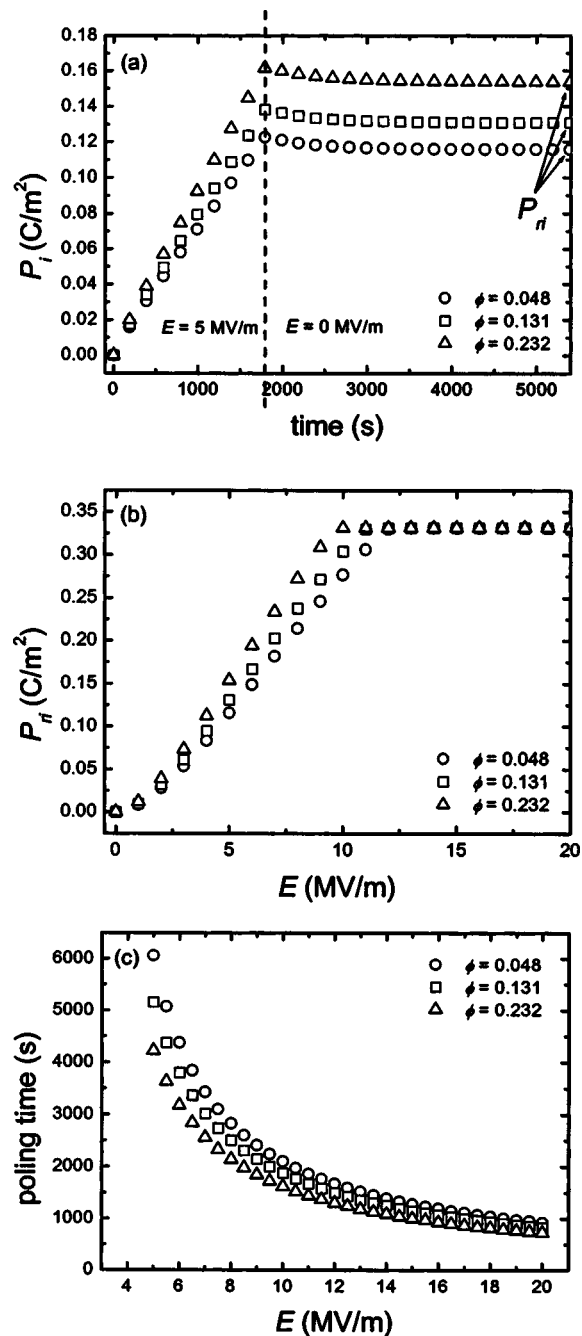 (a)
0.18
0.16
0.14
0.12
0.10
0.08
0.06
0.04
0.02
0.00
P_i (C/m²)
P_ri
E = 5 MV/m
E = 0 MV/m
ϕ = 0.048
ϕ = 0.131
ϕ = 0.232
0 1000 2000 3000 4000 5000
time (s)
(b)
0.35
0.30
0.25
0.20
0.15
0.10
0.05
0.00
P_ri (C/m²)
ϕ = 0.048
ϕ = 0.131
ϕ = 0.232
0 5 10 15 20
E (MV/m)
(c)
6000
5000
4000
3000
2000
1000
0
poling time (s)
ϕ = 0.048
ϕ = 0.131
ϕ = 0.232
4 6 8 10 12 14 16 18 20
E (MV/m)